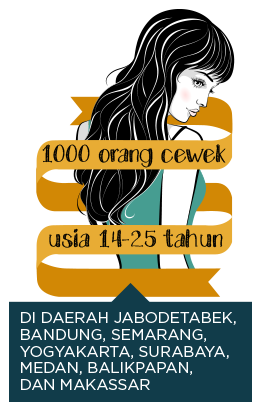 1000 orang cewek
usia 14-25 tahun
DI DAERAH JABODETABEK,
BANDUNG, SEMARANG,
YOGYAKARTA, SURABAYA,
MEDAN, BALIKPAPAN,
DAN MAKASSAR